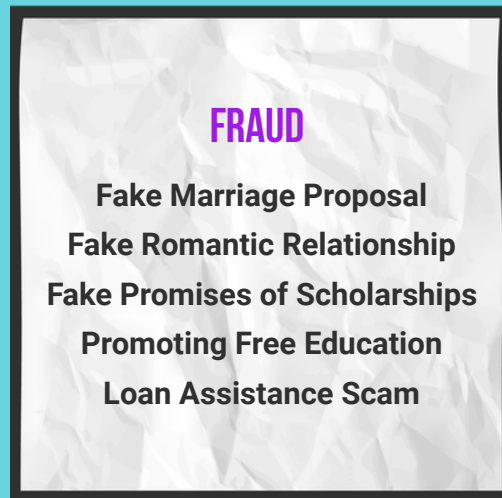 FRAUD
Fake Marriage Proposal
Fake Romantic Relationship
Fake Promises of Scholarships
Promoting Free Education
Loan Assistance Scam